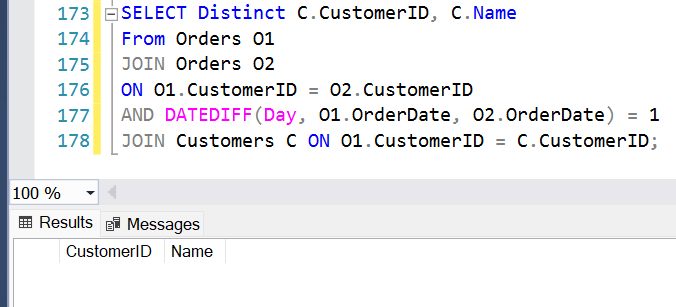 173 SELECT Distinct C.CustomerID, C.Name
174 From Orders O1
175 JOIN Orders O2
176 ON O1.CustomerID = O2.CustomerID
177 AND DATEDIFF(Day, O1.OrderDate, O2.OrderDate) = 1
178 JOIN Customers C ON O1.CustomerID = C.CustomerID;
100 %
Results Messages
CustomerID Name